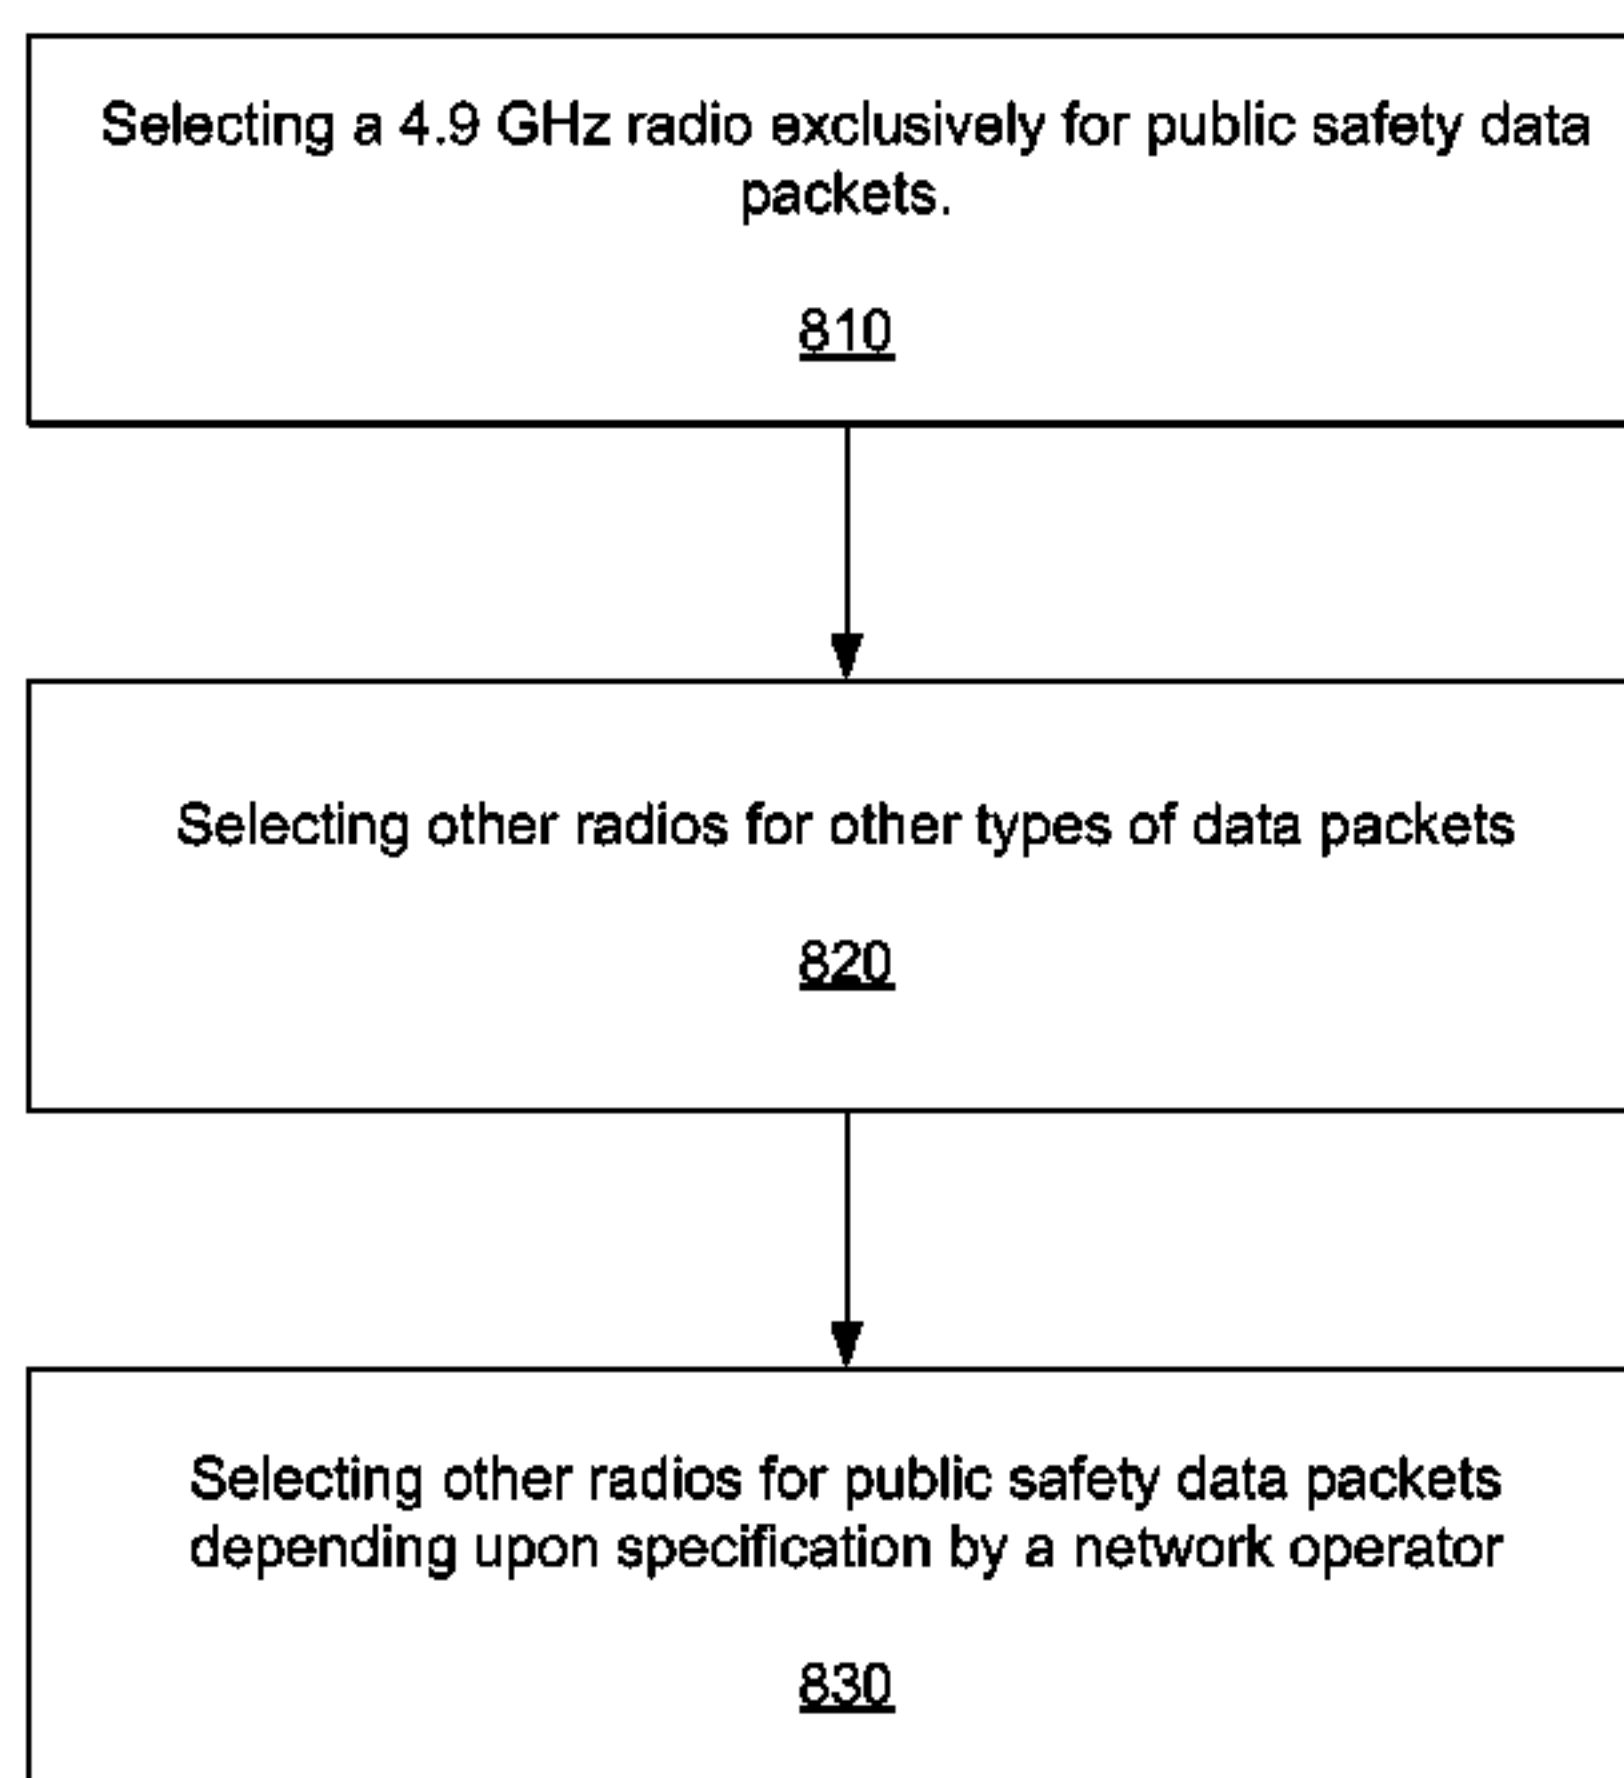 Selecting a 4.9 GHz radio exclusively for public safety data
packets.
810
Selecting other radios for other types of data packets
820
Selecting other radios for public safety data packets
depending upon specification by a network operator
830